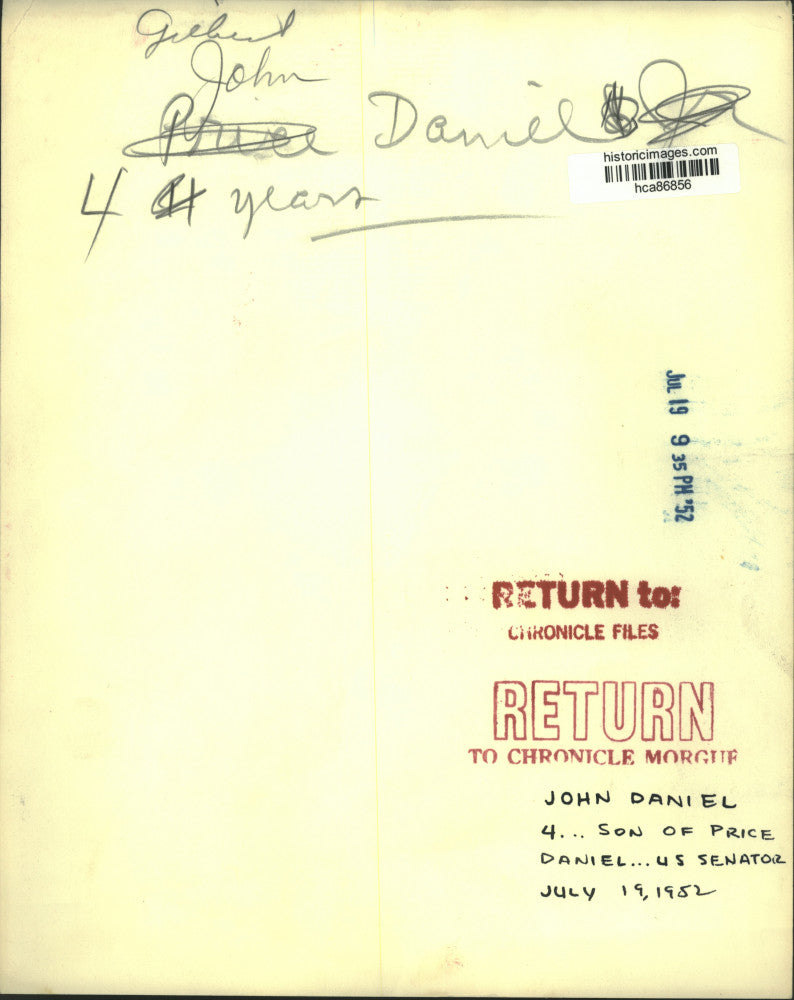 Gilbert
John
Price Daniel Jr
4 4 years
historicimages.com
hca86856
JUL 19 9 35 PM '52
RETURN to:
CHRONICLE FILES
RETURN
TO CHRONICLE MORGUE
JOHN DANIEL
4... SON OF PRICE
DANIEL... US SENATOR
JULY 19, 1952